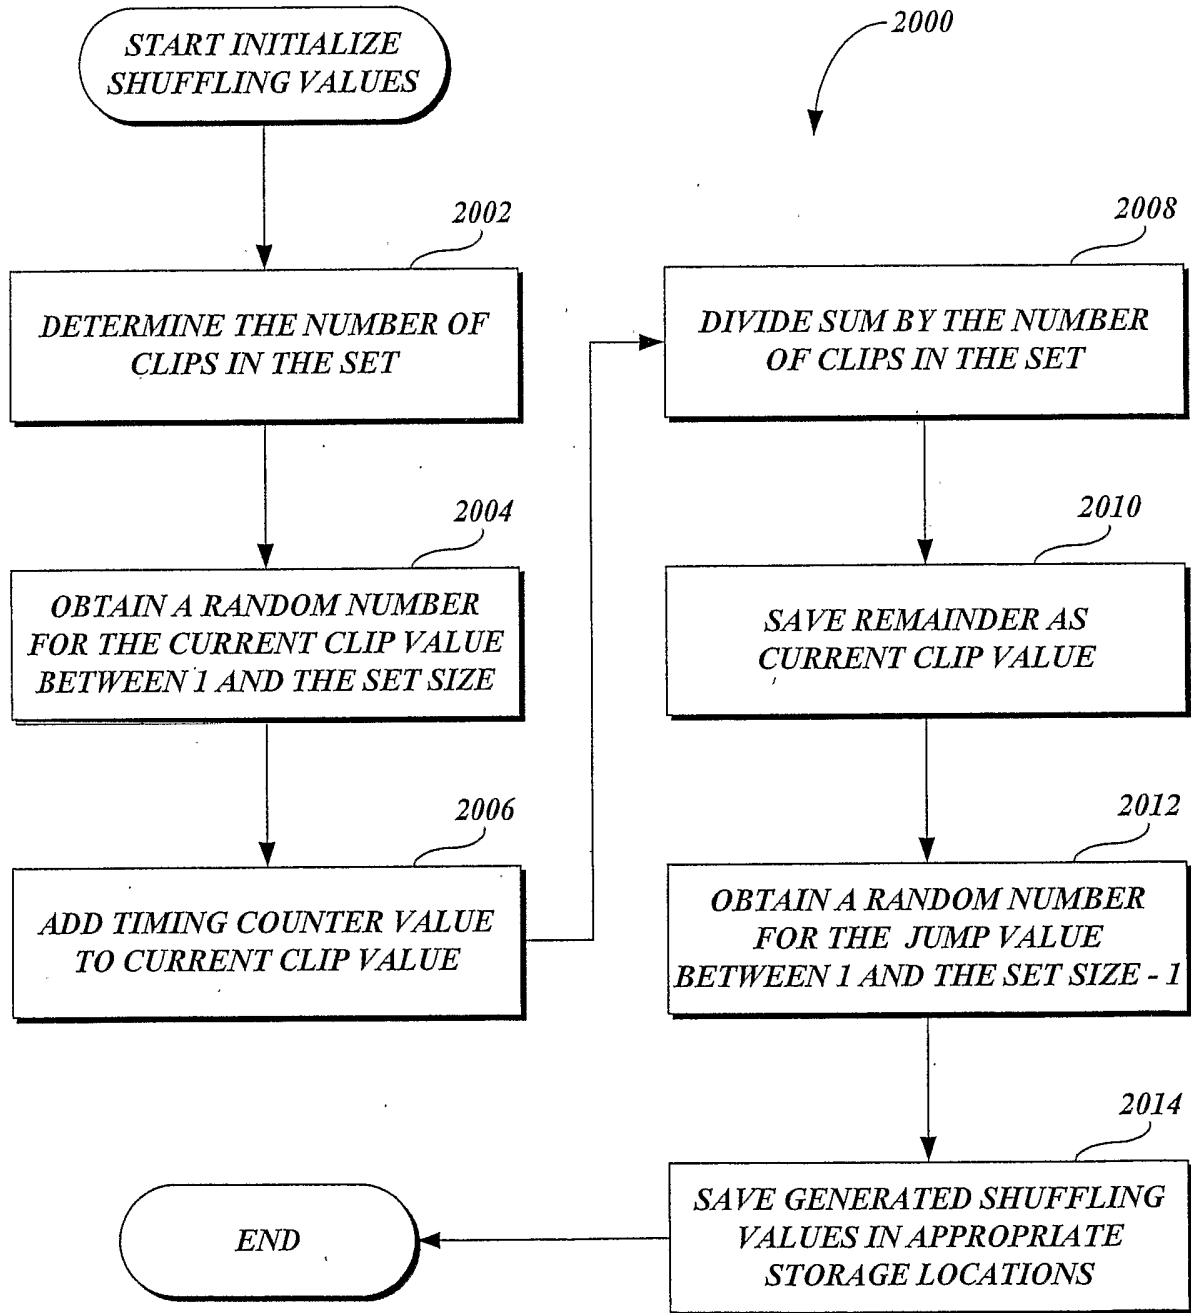 START INITIALIZE
SHUFFLING VALUES
2000
2002
DETERMINE THE NUMBER OF
CLIPS IN THE SET
2004
OBTAIN A RANDOM NUMBER
FOR THE CURRENT CLIP VALUE
BETWEEN 1 AND THE SET SIZE
2006
ADD TIMING COUNTER VALUE
TO CURRENT CLIP VALUE
2008
DIVIDE SUM BY THE NUMBER
OF CLIPS IN THE SET
2010
SAVE REMAINDER AS
CURRENT CLIP VALUE
2012
OBTAIN A RANDOM NUMBER
FOR THE JUMP VALUE
BETWEEN 1 AND THE SET SIZE - 1
2014
SAVE GENERATED SHUFFLING
VALUES IN APPROPRIATE
STORAGE LOCATIONS
END